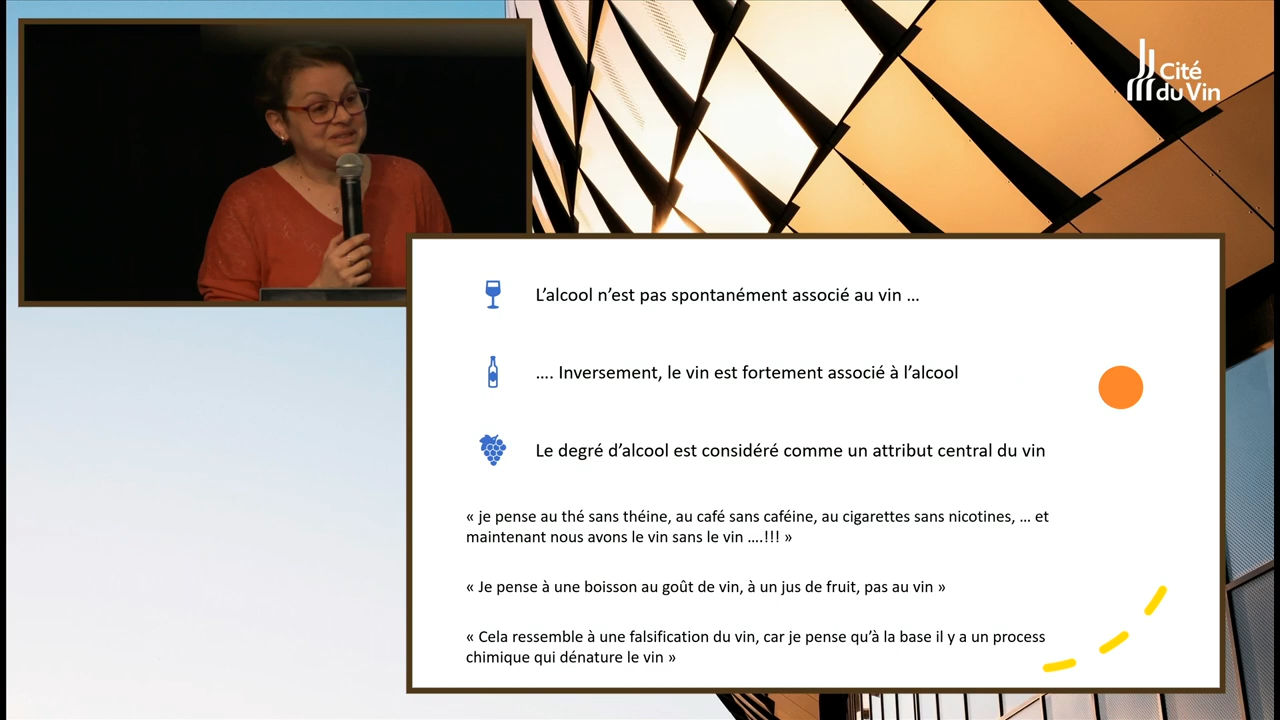 Cité
du Vin
L’alcool n’est pas spontanément associé au vin ...
.... Inversement, le vin est fortement associé à l’alcool
Le degré d’alcool est considéré comme un attribut central du vin
« je pense au thé sans théine, au café sans caféine, au cigarettes sans nicotines, ... et
maintenant nous avons le vin sans le vin ....!!! »
« Je pense à une boisson au goût de vin, à un jus de fruit, pas au vin »
« Cela ressemble à une falsification du vin, car je pense qu’à la base il y a un process
chimique qui dénature le vin »